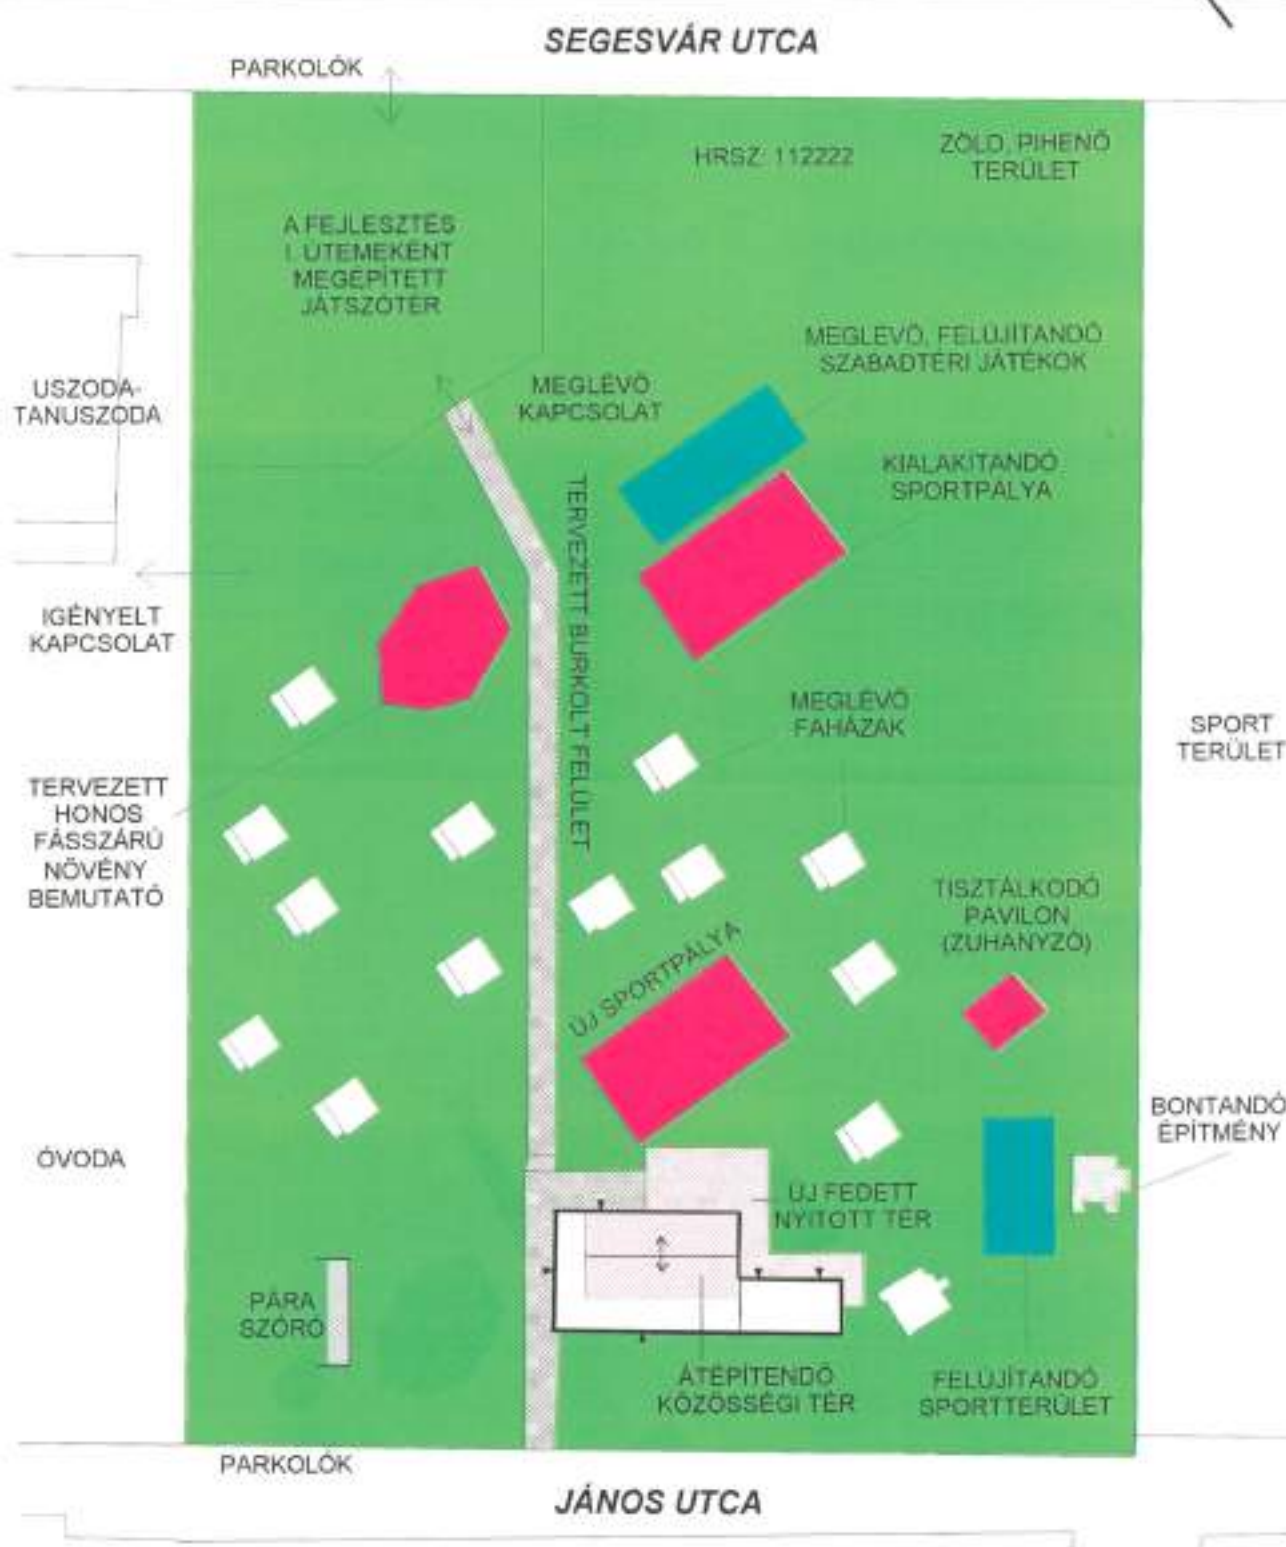 SEGESVÁR UTCA
PARKOLÓK
HRSZ: 112222
ZÖLD, PIHENŐ
TERÜLET
A FEJLESZTÉS
I. ÜTEMEKÉNT
MEGÉPÍTETT
JÁTSZÓTÉR
MEGLÉVŐ, FELÚJÍTANDÓ
SZABADTÉRI JÁTÉKOK
USZODA-
TANUSZODA
MEGLÉVŐ
KAPCSOLAT
KIALAKÍTANDÓ
SPORTPÁLYA
TERVEZETT BURKOLT FELÜLET
IGÉNYELT
KAPCSOLAT
MEGLÉVŐ
FAHÁZAK
SPORT
TERÜLET
TERVEZETT
HONOS
FÁSSZÁRÚ
NÖVÉNY
BEMUTATÓ
TISZTÁLKODÓ
PAVILON
(ZUHANYZÓ)
ÚJ SPORTPÁLYA
BONTANDÓ
ÉPÍTMÉNY
ÓVODA
ÚJ FEDETT
NYITOTT TÉR
PÁRA
SZÓRÓ
ÁTÉPÍTENDŐ
KÖZÖSSÉGI TÉR
FELÚJÍTANDÓ
SPORTTERÜLET
PARKOLÓK
JÁNOS UTCA